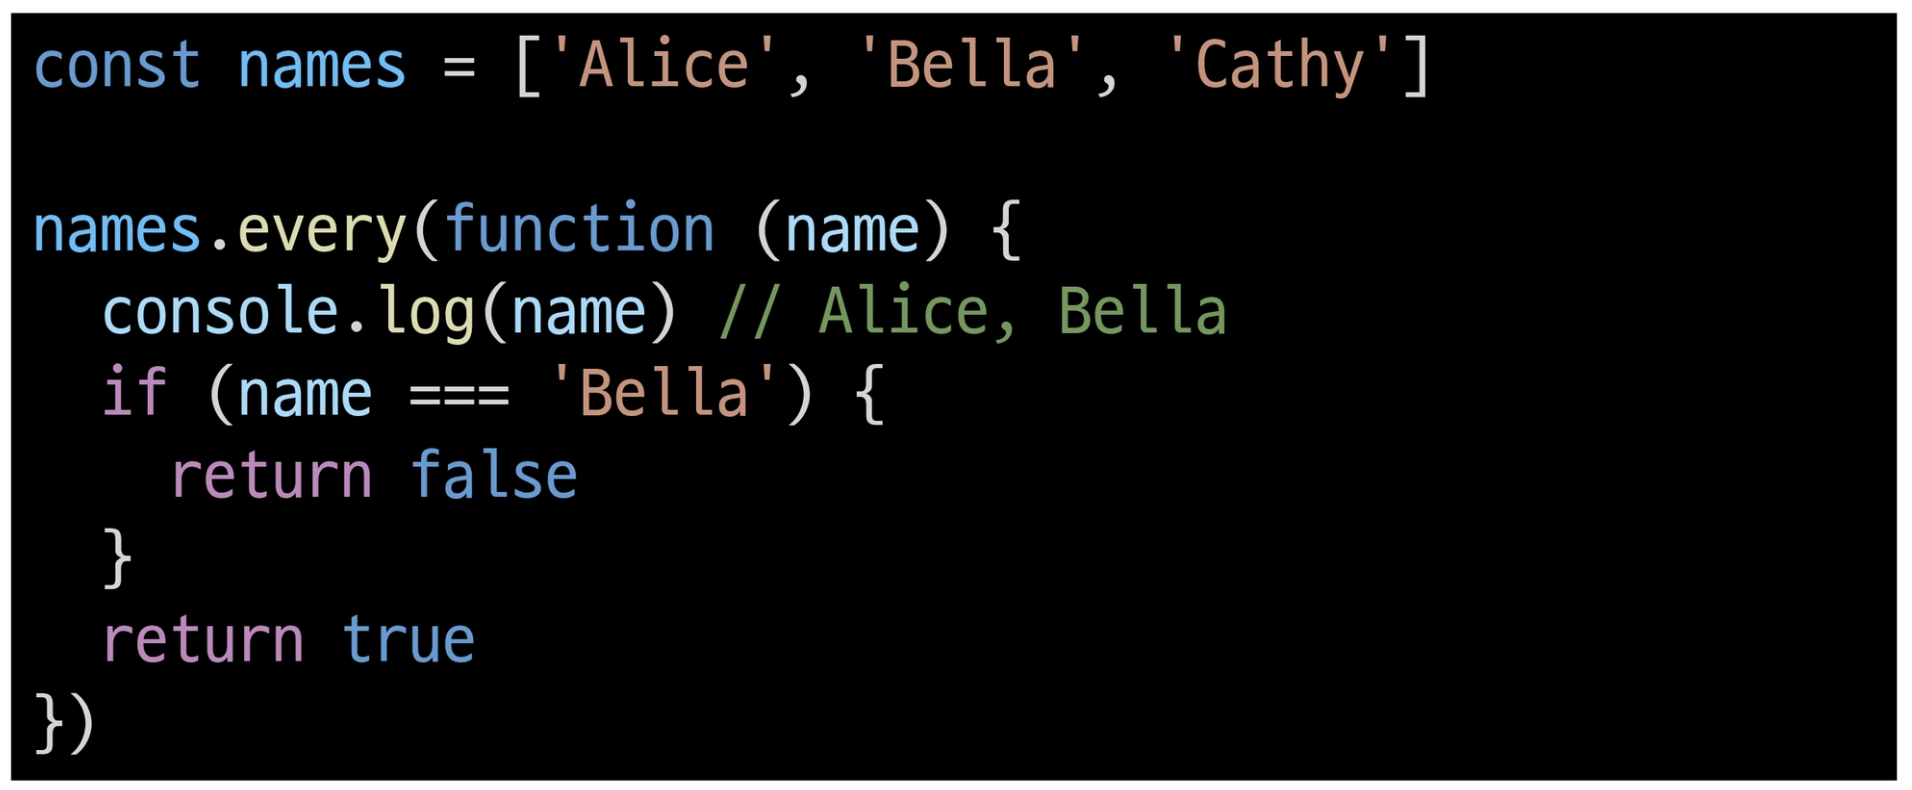 const names = ['Alice', 'Bella', 'Cathy']

names.every(function (name) {
  console.log(name) // Alice, Bella
  if (name === 'Bella') {
    return false
  }
  return true
})